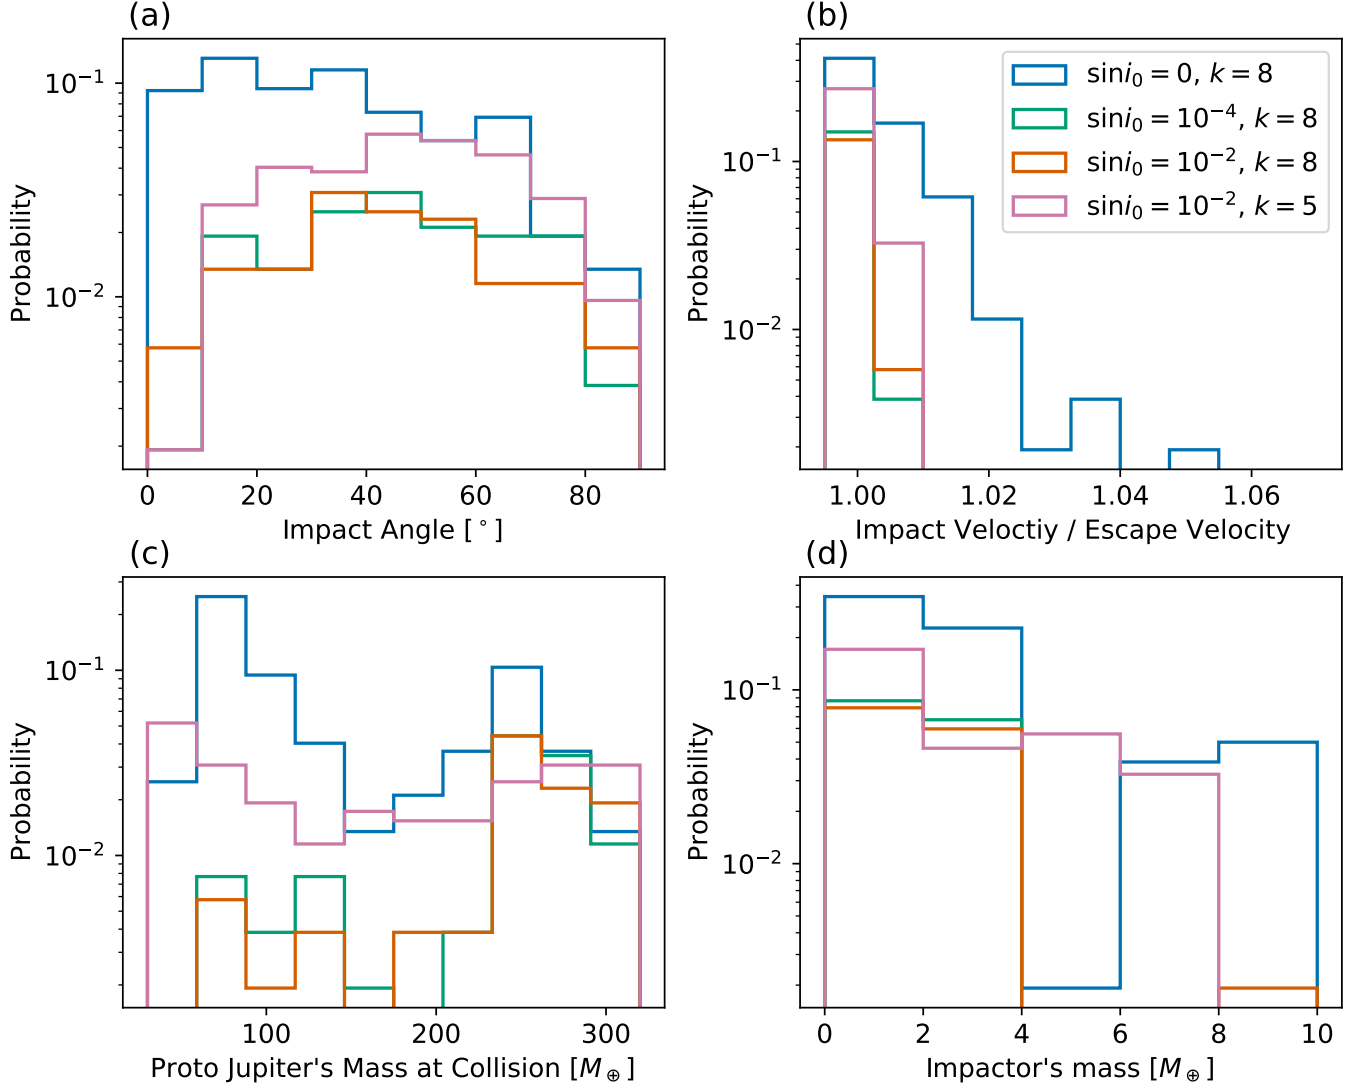 (a)
10⁻¹
10⁻²
Probability
0 20 40 60 80
Impact Angle [°]
(b)
sini₀ = 0, k = 8
sini₀ = 10⁻⁴, k = 8
sini₀ = 10⁻², k = 8
sini₀ = 10⁻², k = 5
10⁻¹
10⁻²
Probability
1.00 1.02 1.04 1.06
Impact Veloctiy / Escape Velocity
(c)
10⁻¹
10⁻²
Probability
100 200 300
Proto Jupiter's Mass at Collision [M⊕]
(d)
10⁻¹
10⁻²
Probability
0 2 4 6 8 10
Impactor's mass [M⊕]